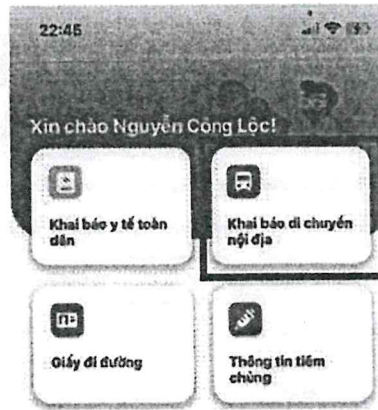 22:45
Xin chào Nguyễn Công Lộc!
Khai báo y tế toàn
dân
Khai báo di chuyển
nội địa
Giấy đi đường
Thông tin tiêm
chủng